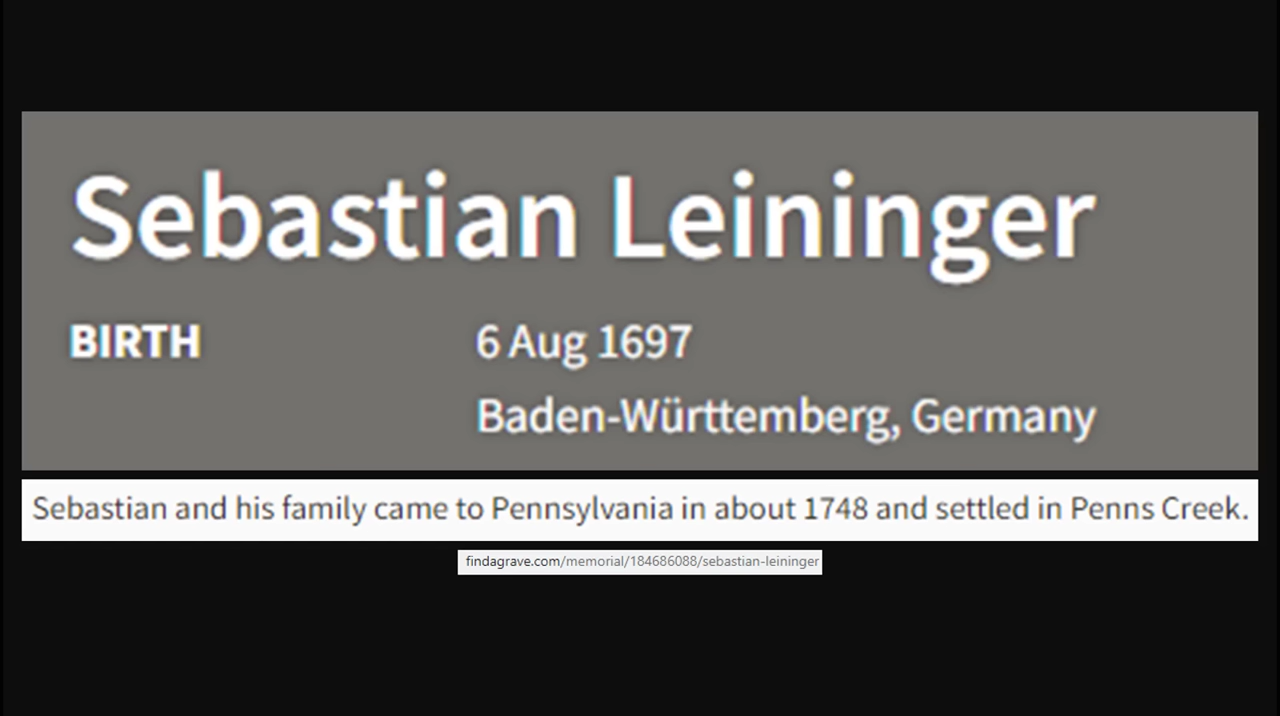 Sebastian Leininger
BIRTH 6 Aug 1697
Baden-Württemberg, Germany
Sebastian and his family came to Pennsylvania in about 1748 and settled in Penns Creek.
findagrave.com/memorial/184686088/sebastian-leininger